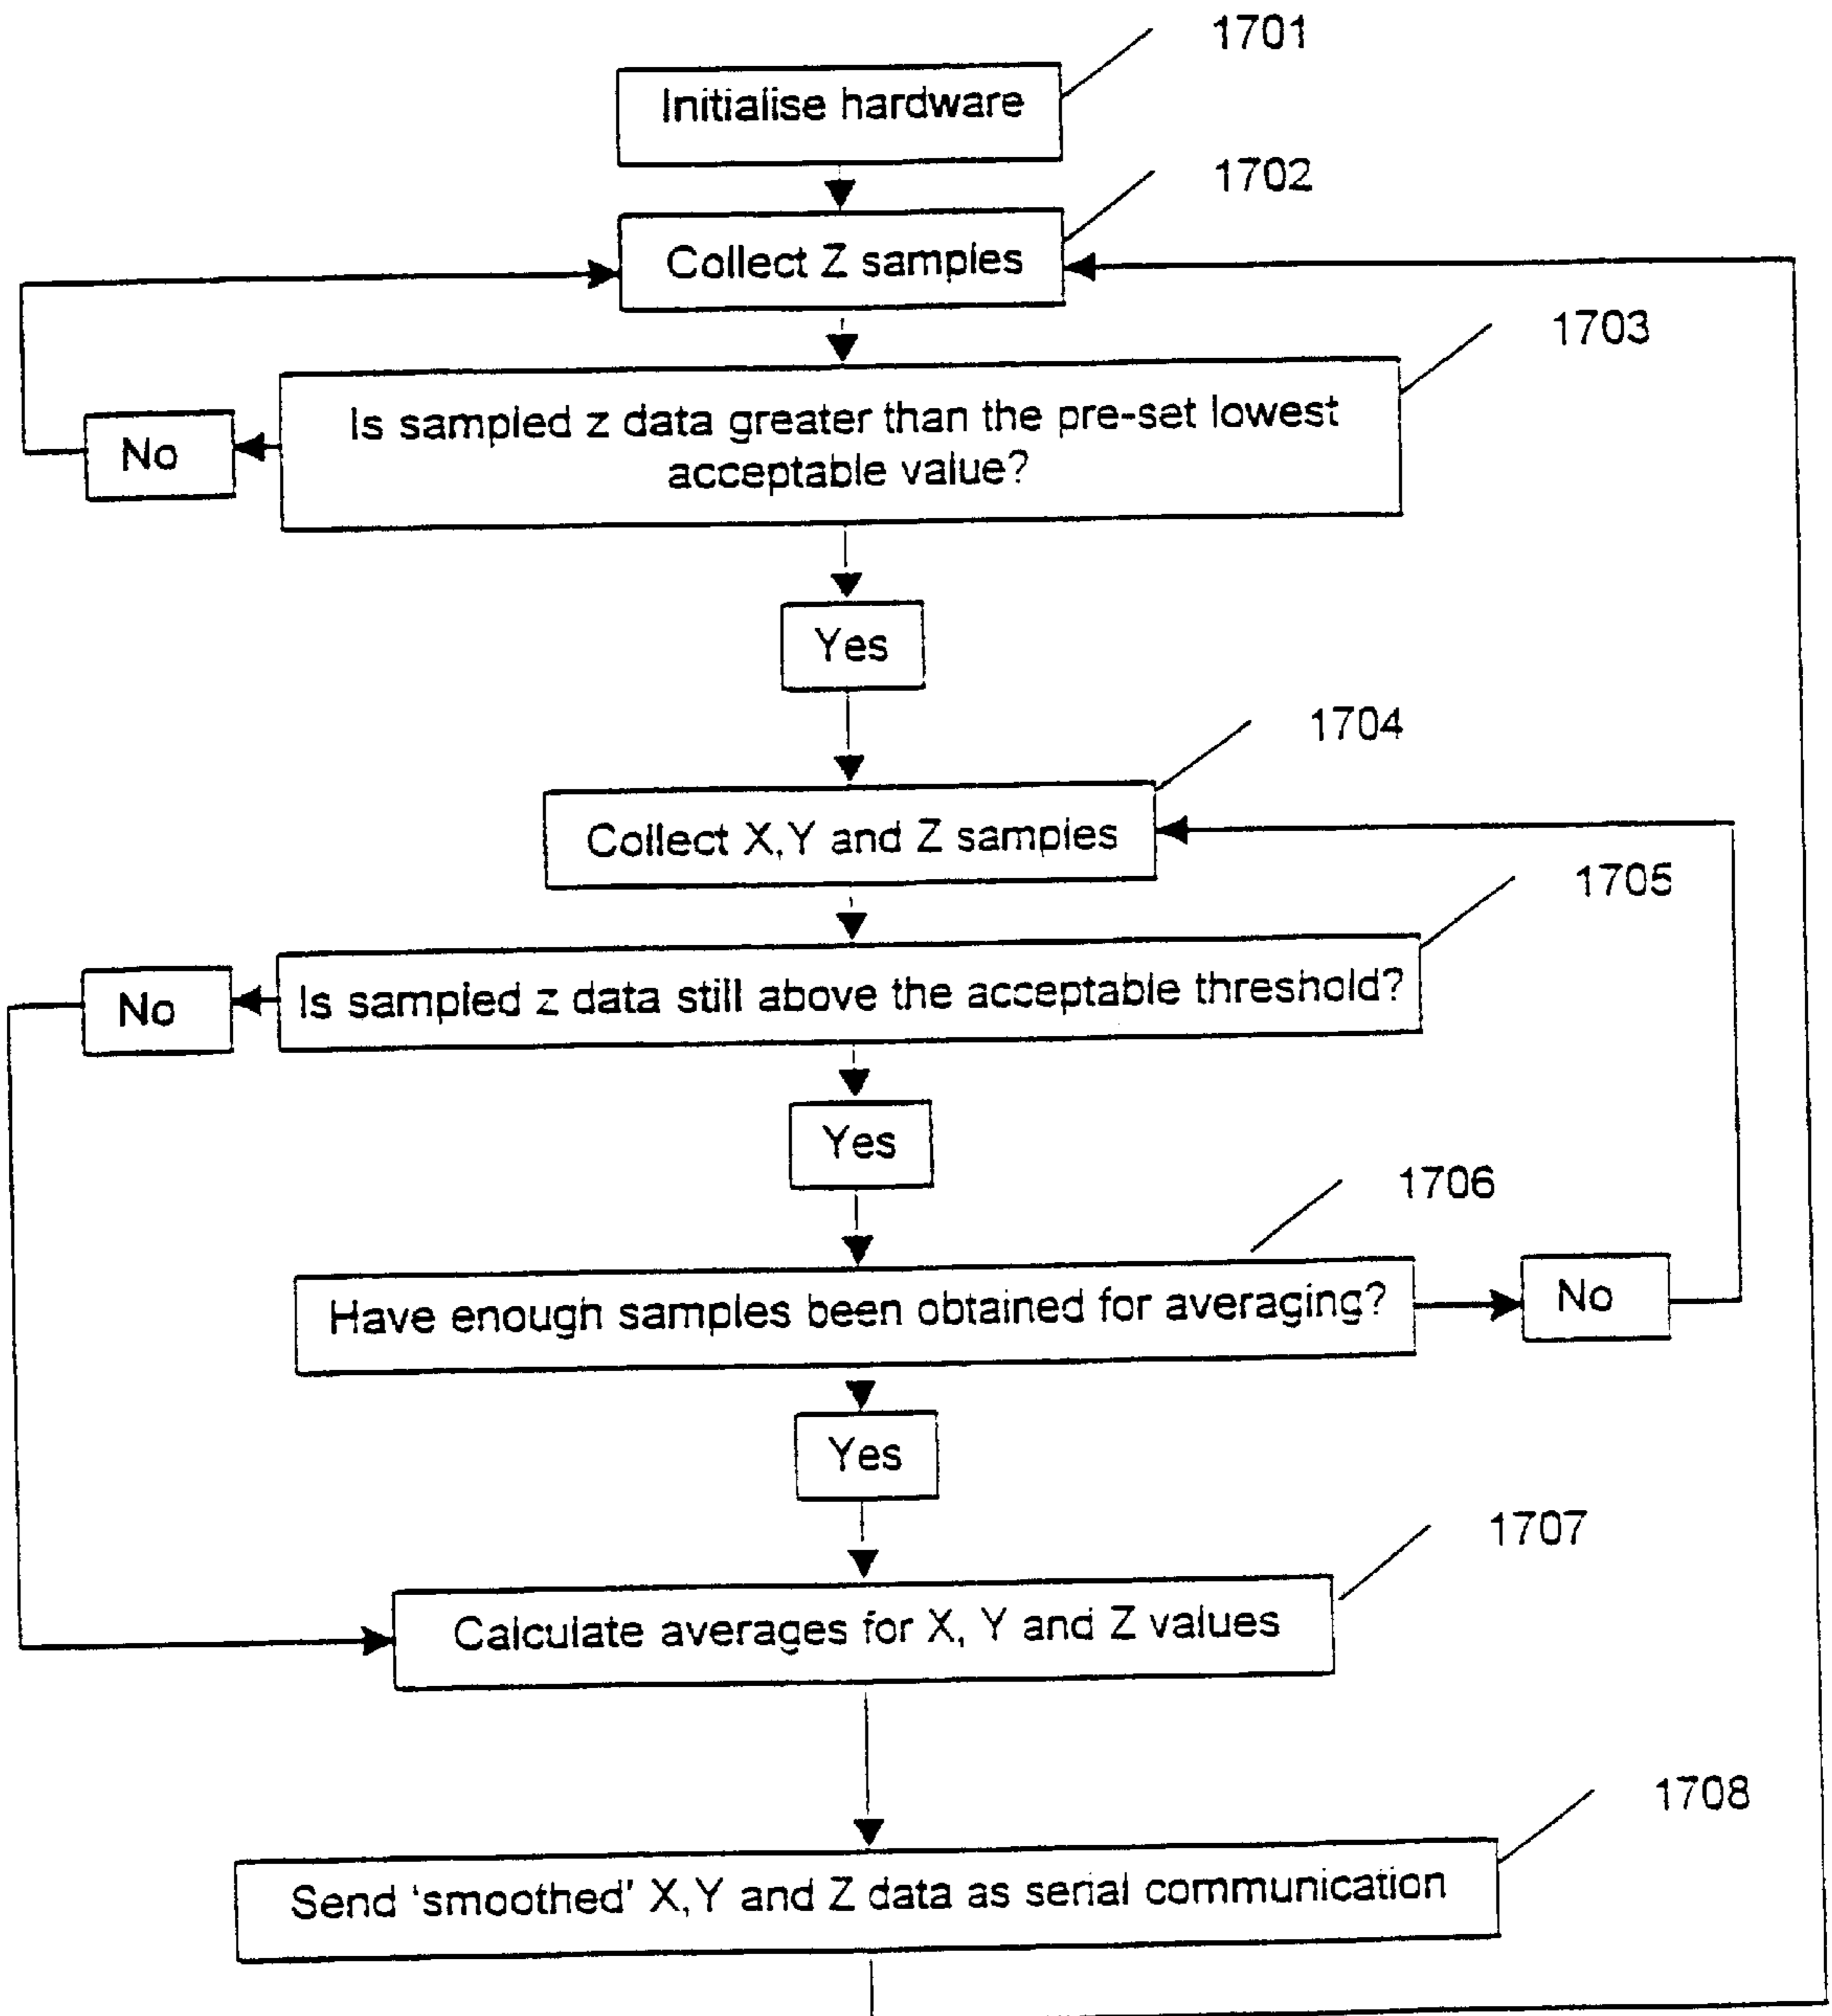 1701
Initialise hardware
1702
Collect Z samples
1703
Is sampled z data greater than the pre-set lowest
acceptable value?
No
Yes
1704
Collect X,Y and Z samples
1705
Is sampled z data still above the acceptable threshold?
No
Yes
1706
Have enough samples been obtained for averaging?
No
Yes
1707
Calculate averages for X, Y and Z values
1708
Send ‘smoothed’ X,Y and Z data as serial communication